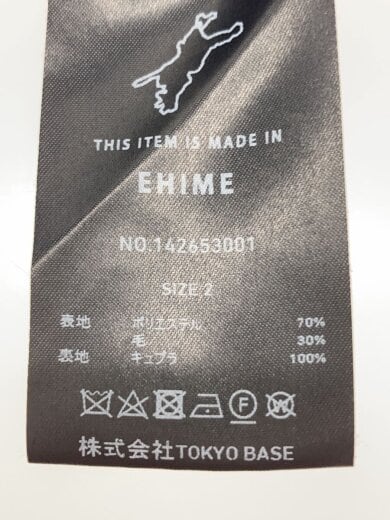 THIS ITEM IS MADE IN
EHIME
NO.142653001
SIZE.2
表地 ポリエステル 70%
毛 30%
裏地 キュプラ 100%
F W
株式会社TOKYO BASE